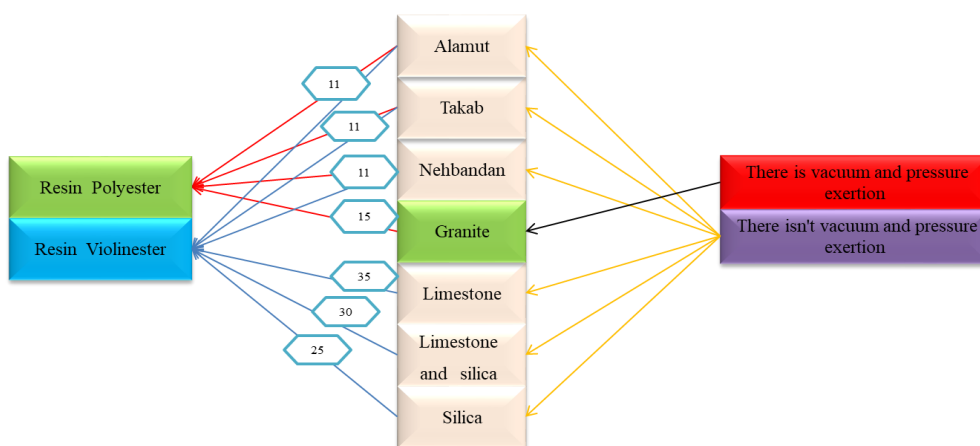 Resin Polyester
Resin Violinester
11
11
11
15
35
30
25
Alamut
Takab
Nehbandan
Granite
Limestone
Limestone
and silica
Silica
There is vacuum and pressure
exertion
There isn't vacuum and pressure
exertion